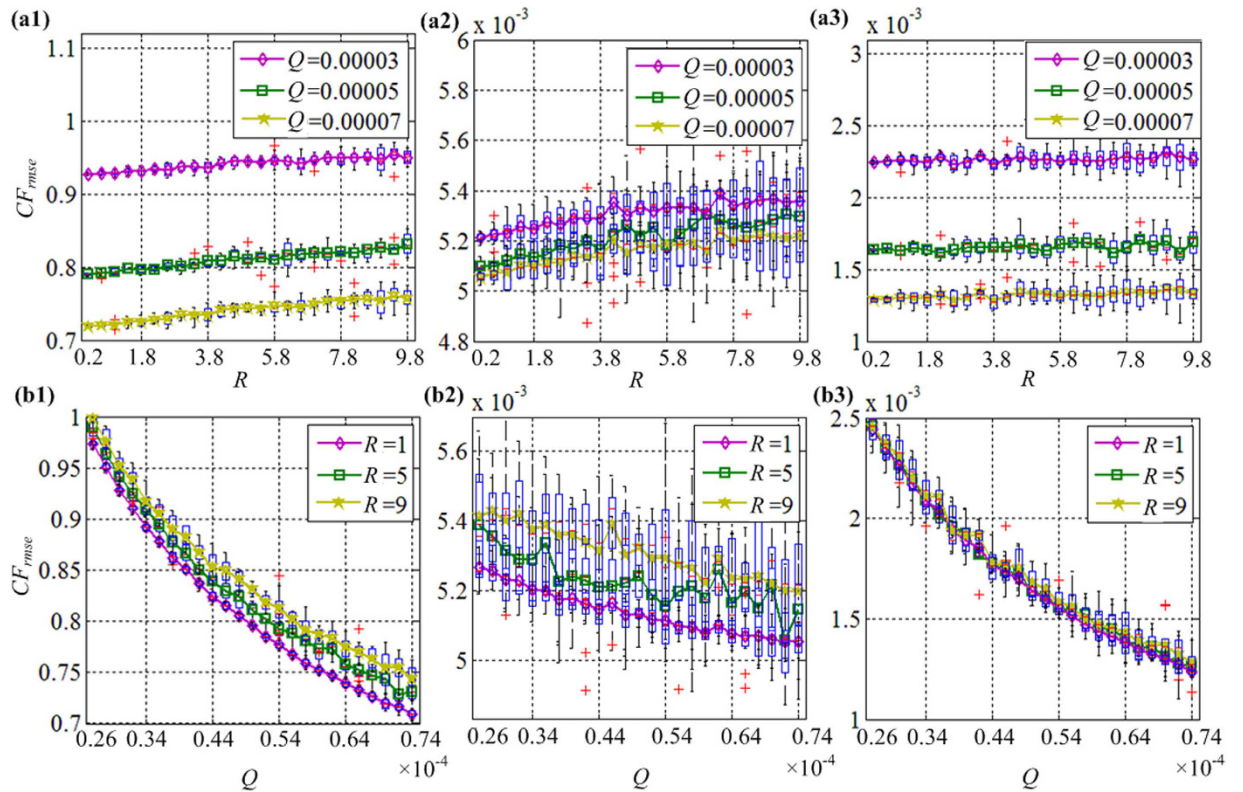 (a1)
1.1
1
0.9
0.8
0.7
CF rmse
Q=0.00003
Q=0.00005
Q=0.00007
0.2 1.8 3.8 5.8 7.8 9.8
R
(a2)
x 10⁻³
6
5.8
5.6
5.4
5.2
5
4.8
Q=0.00003
Q=0.00005
Q=0.00007
0.2 1.8 3.8 5.8 7.8 9.8
R
(a3)
x 10⁻³
3
2.5
2
1.5
1
Q=0.00003
Q=0.00005
Q=0.00007
0.2 1.8 3.8 5.8 7.8 9.8
R
(b1)
1
0.95
0.9
0.85
0.8
0.75
0.7
CF rmse
R=1
R=5
R=9
0.26 0.34 0.44 0.54 0.64 0.74
×10⁻⁴
Q
(b2)
x 10⁻³
5.6
5.4
5.2
5
R=1
R=5
R=9
0.26 0.34 0.44 0.54 0.64 0.74
×10⁻⁴
Q
(b3)
x 10⁻³
2.5
2
1.5
1
R=1
R=5
R=9
0.26 0.34 0.44 0.54 0.64 0.74
×10⁻⁴
Q